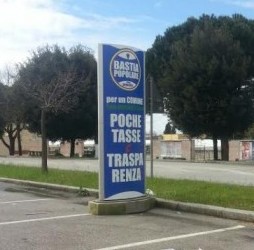 BASTIA
POPOLARE
per un COMUNE
POCHE
TASSE
E
TRASPA
RENZA